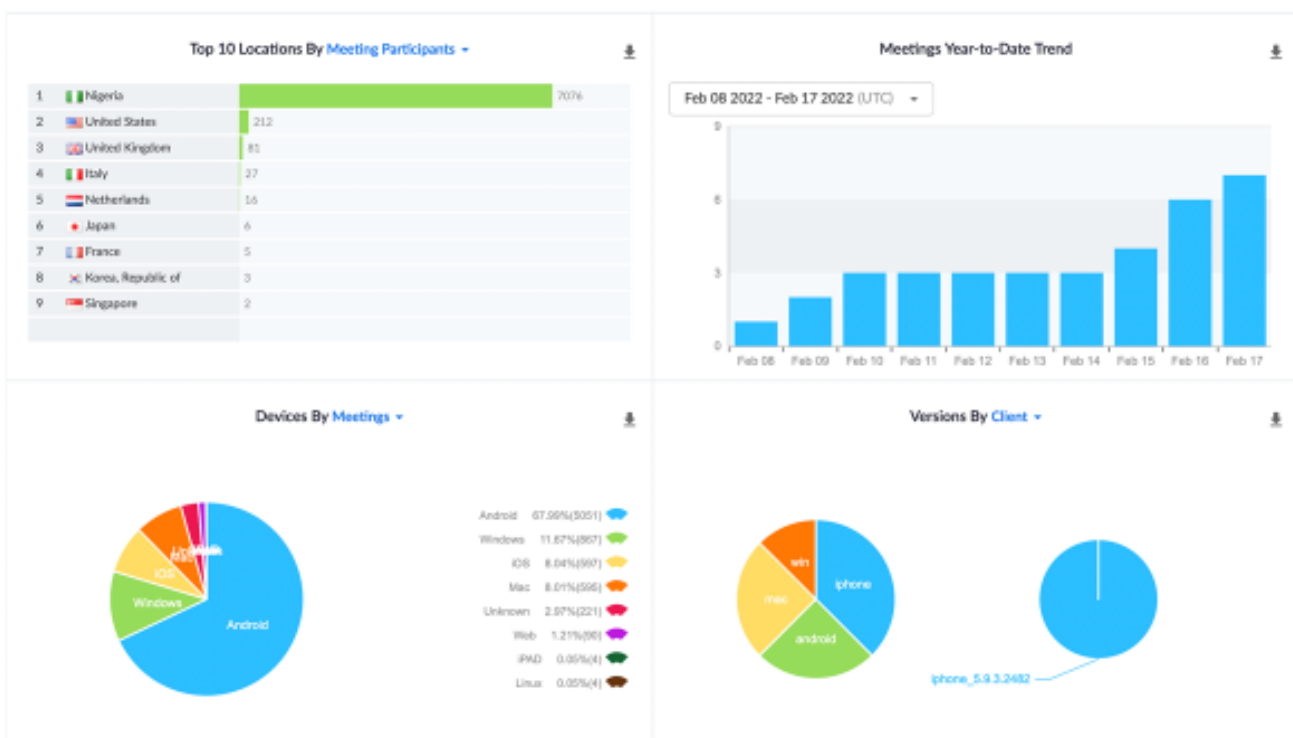 Top 10 Locations By Meeting Participants
1 Nigeria 7076
2 United States 212
3 United Kingdom 81
4 Italy 27
5 Netherlands 16
6 Japan 6
7 France 5
8 Korea, Republic of 3
9 Singapore 2
Meetings Year-to-Date Trend
Feb 08 2022 - Feb 17 2022 (UTC)
9
6
3
0
Feb 08 Feb 09 Feb 10 Feb 11 Feb 12 Feb 13 Feb 14 Feb 15 Feb 16 Feb 17
Devices By Meetings
Mac
iOS
Windows
Android
Android 67.99%(5051)
Windows 11.67%(867)
iOS 8.04%(597)
Mac 8.01%(595)
Unknown 2.97%(221)
Web 1.21%(90)
iPAD 0.05%(4)
Linux 0.05%(4)
Versions By Client
win
iphone
mac
android
iphone_5.9.3.2482